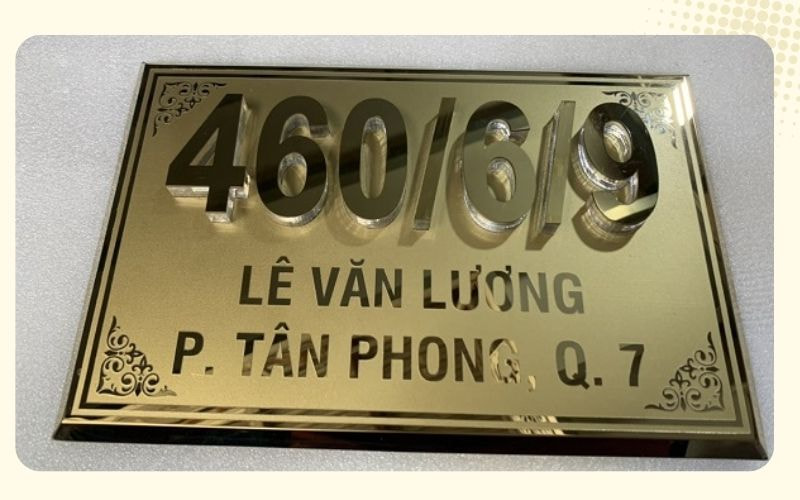 460/6/9
LÊ VĂN LƯƠNG
P. TÂN PHONG, Q. 7